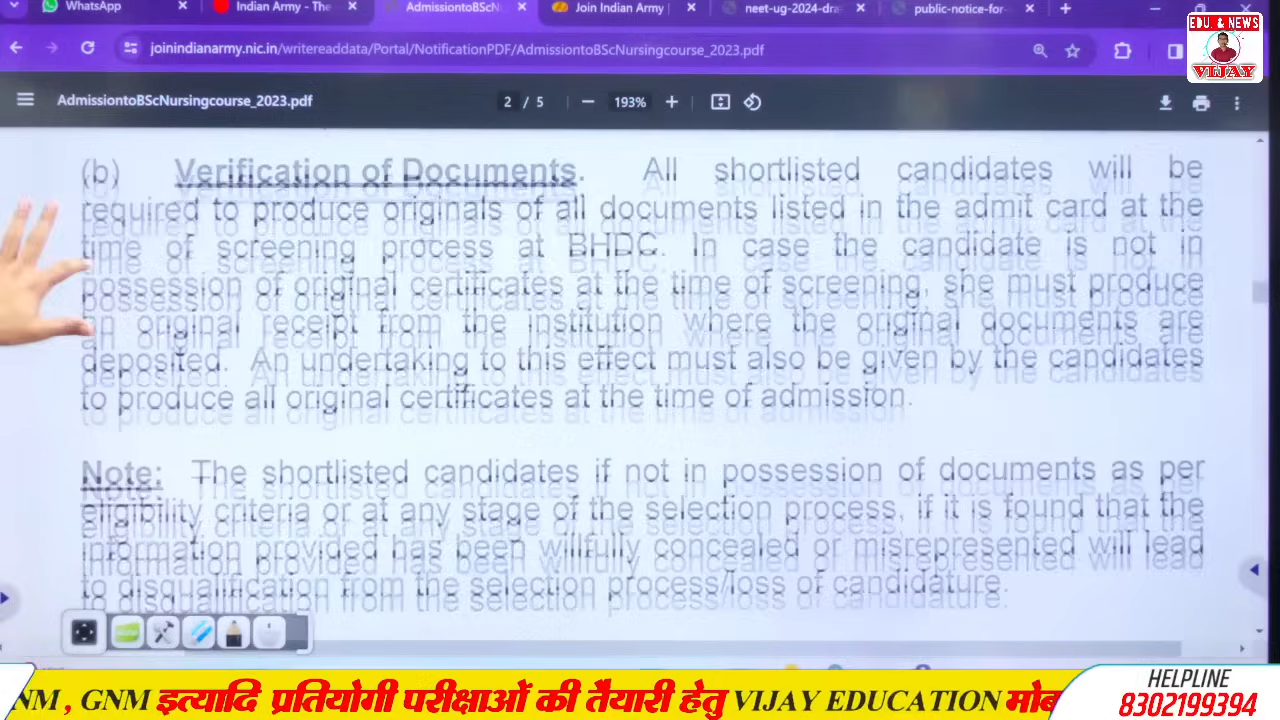 WhatsApp
Indian Army - The
AdmissiontoBScN
Join Indian Army
neet-ug-2024-dra
public-notice-for-
joinindianarmy.nic.in/writereaddata/Portal/NotificationPDF/AdmissiontoBScNursingcourse_2023.pdf
EDU. & NEWS
VIJAY
AdmissiontoBScNursingcourse_2023.pdf
2 / 5
193%
(b) Verification of Documents. All shortlisted candidates will be
required to produce originals of all documents listed in the admit card at the
time of screening process at BHDC. In case the candidate is not in
possession of original certificates at the time of screening, she must produce
an original receipt from the institution where the original documents are
deposited. An undertaking to this effect must also be given by the candidates
to produce all original certificates at the time of admission.
Note: The shortlisted candidates if not in possession of documents as per
eligibility criteria or at any stage of the selection process, if it is found that the
information provided has been willfully concealed or misrepresented will lead
to disqualification from the selection process/loss of candidature.
NM , GNM इत्यादि प्रतियोगी परीक्षाओं की तैयारी हेतु VIJAY EDUCATION मोब
HELPLINE
8302199394